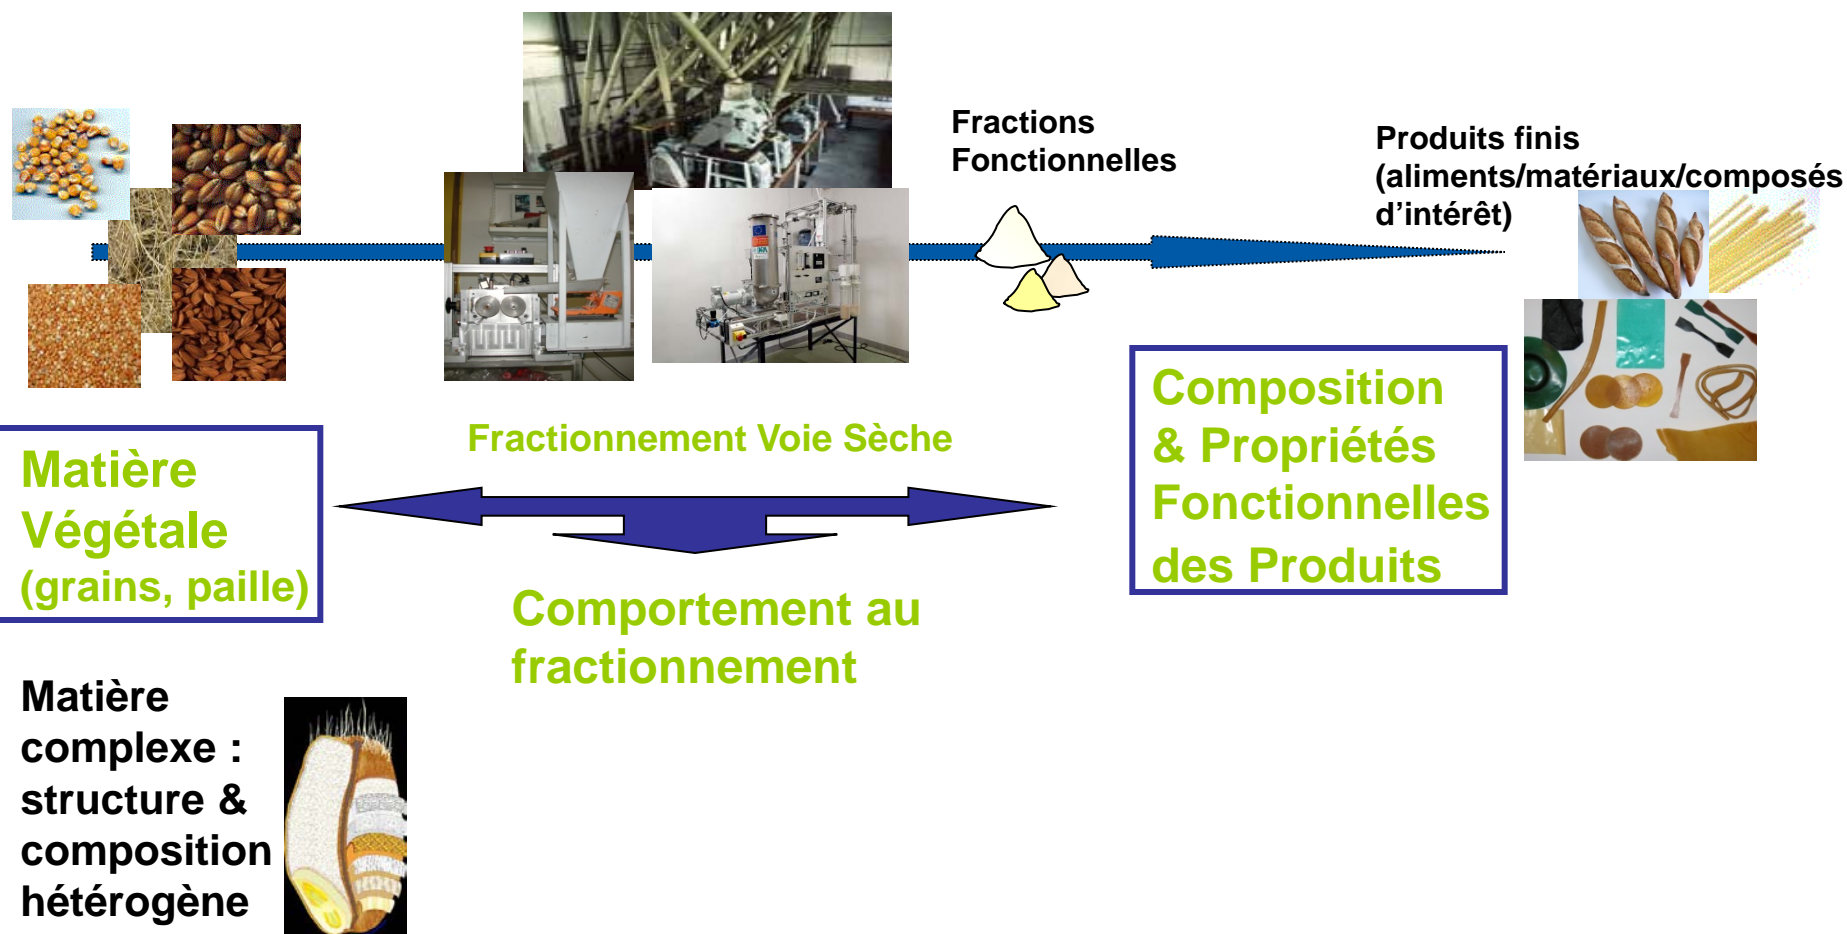 Fractions
Fonctionnelles
Produits finis
(aliments/matériaux/composés
d’intérêt)
Fractionnement Voie Sèche
Matière
Végétale
(grains, paille)
Composition
& Propriétés
Fonctionnelles
des Produits
Comportement au
fractionnement
Matière
complexe :
structure &
composition
hétérogène